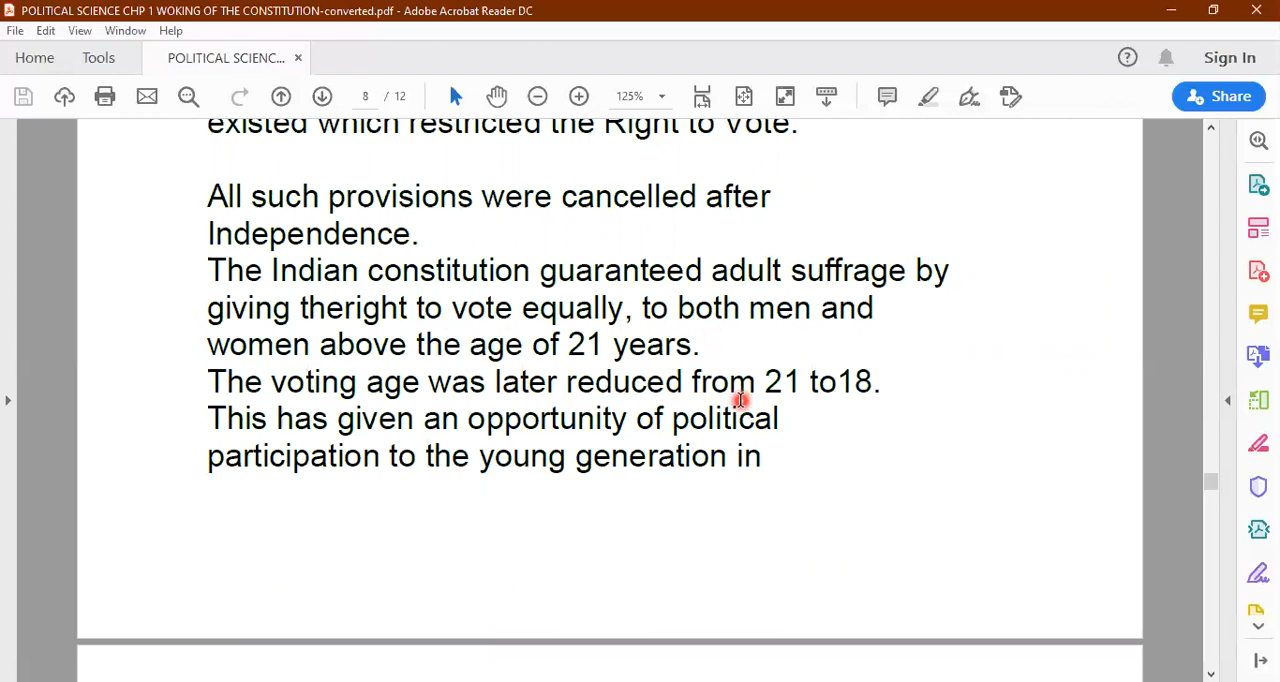 POLITICAL SCIENCE CHP 1 WOKING OF THE CONSTITUTION-converted.pdf - Adobe Acrobat Reader DC
File Edit View Window Help
Home Tools POLITICAL SCIENC... × Sign In
8 / 12 125% Share
existed which restricted the Right to Vote.
All such provisions were cancelled after
Independence.
The Indian constitution guaranteed adult suffrage by
giving theright to vote equally, to both men and
women above the age of 21 years.
The voting age was later reduced from 21 to18.
This has given an opportunity of political
participation to the young generation in